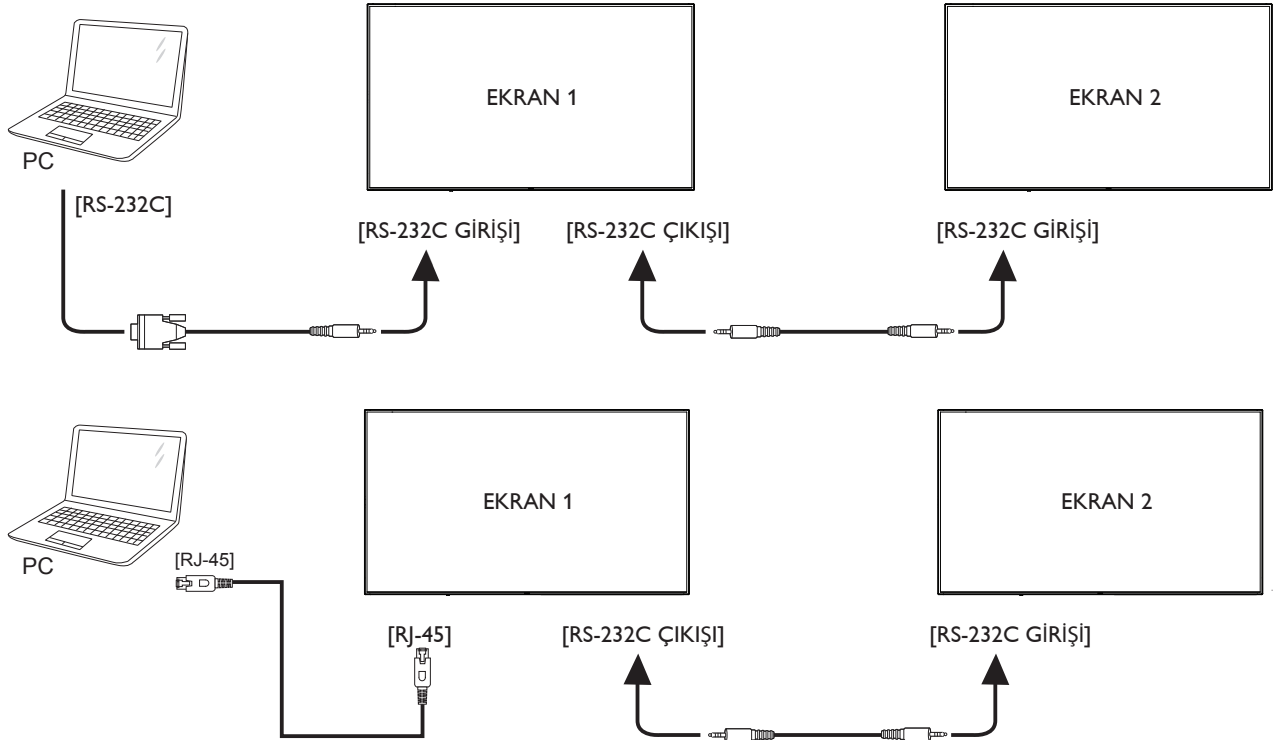 EKRAN 1
EKRAN 2
PC
[RS-232C]
[RS-232C GİRİŞİ]
[RS-232C ÇIKIŞI]
[RS-232C GİRİŞİ]
EKRAN 1
EKRAN 2
PC
[RJ-45]
[RJ-45]
[RS-232C ÇIKIŞI]
[RS-232C GİRİŞİ]